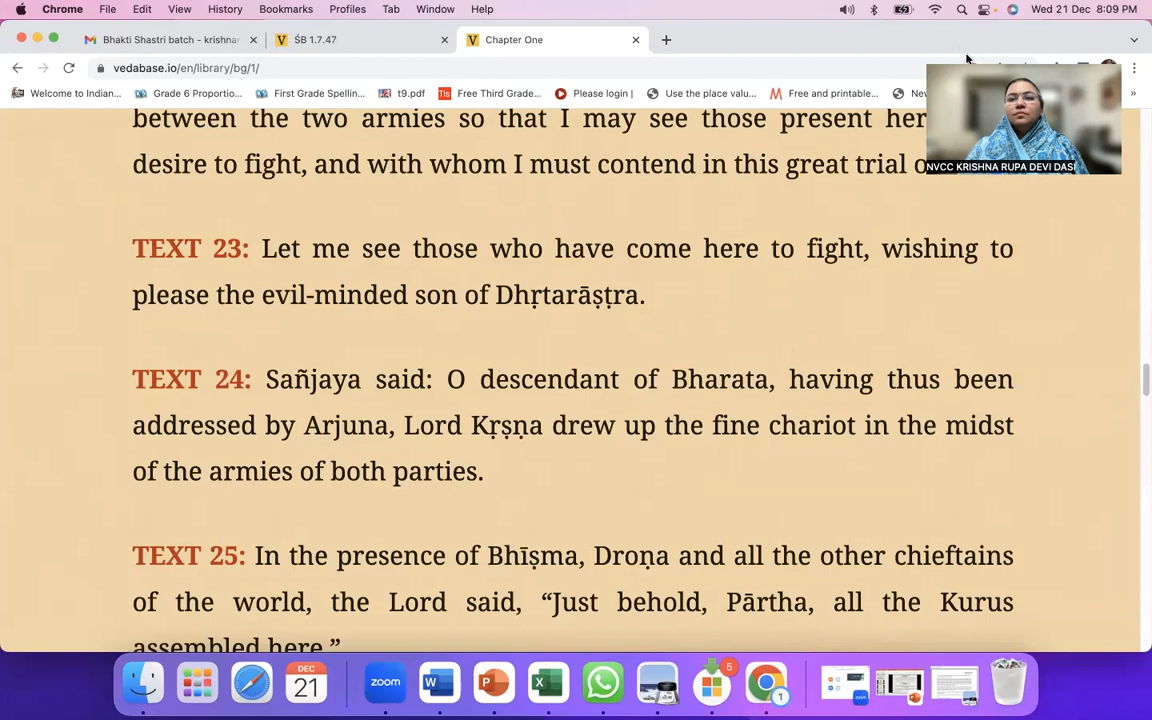 Chrome File Edit View History Bookmarks Profiles Tab Window Help Wed 21 Dec 8:09 PM
Bhakti Shastri batch - krishna ŚB 1.7.47 Chapter One
vedabase.io/en/library/bg/1/
Welcome to Indian... Grade 6 Proportio... First Grade Spellin... t9.pdf Free Third Grade... Please login | Use the place valu... Free and printable...
NVCC KRISHNA RUPA DEVI DASI
between the two armies so that I may see those present
desire to fight, and with whom I must contend in this great trial
TEXT 23: Let me see those who have come here to fight, wishing to
please the evil-minded son of Dhṛtarāṣṭra.
TEXT 24: Sañjaya said: O descendant of Bharata, having thus been
addressed by Arjuna, Lord Kṛṣṇa drew up the fine chariot in the midst
of the armies of both parties.
TEXT 25: In the presence of Bhīṣma, Droṇa and all the other chieftains
of the world, the Lord said, “Just behold, Pārtha, all the Kurus
assembled here.”
DEC
21
zoom
5
1